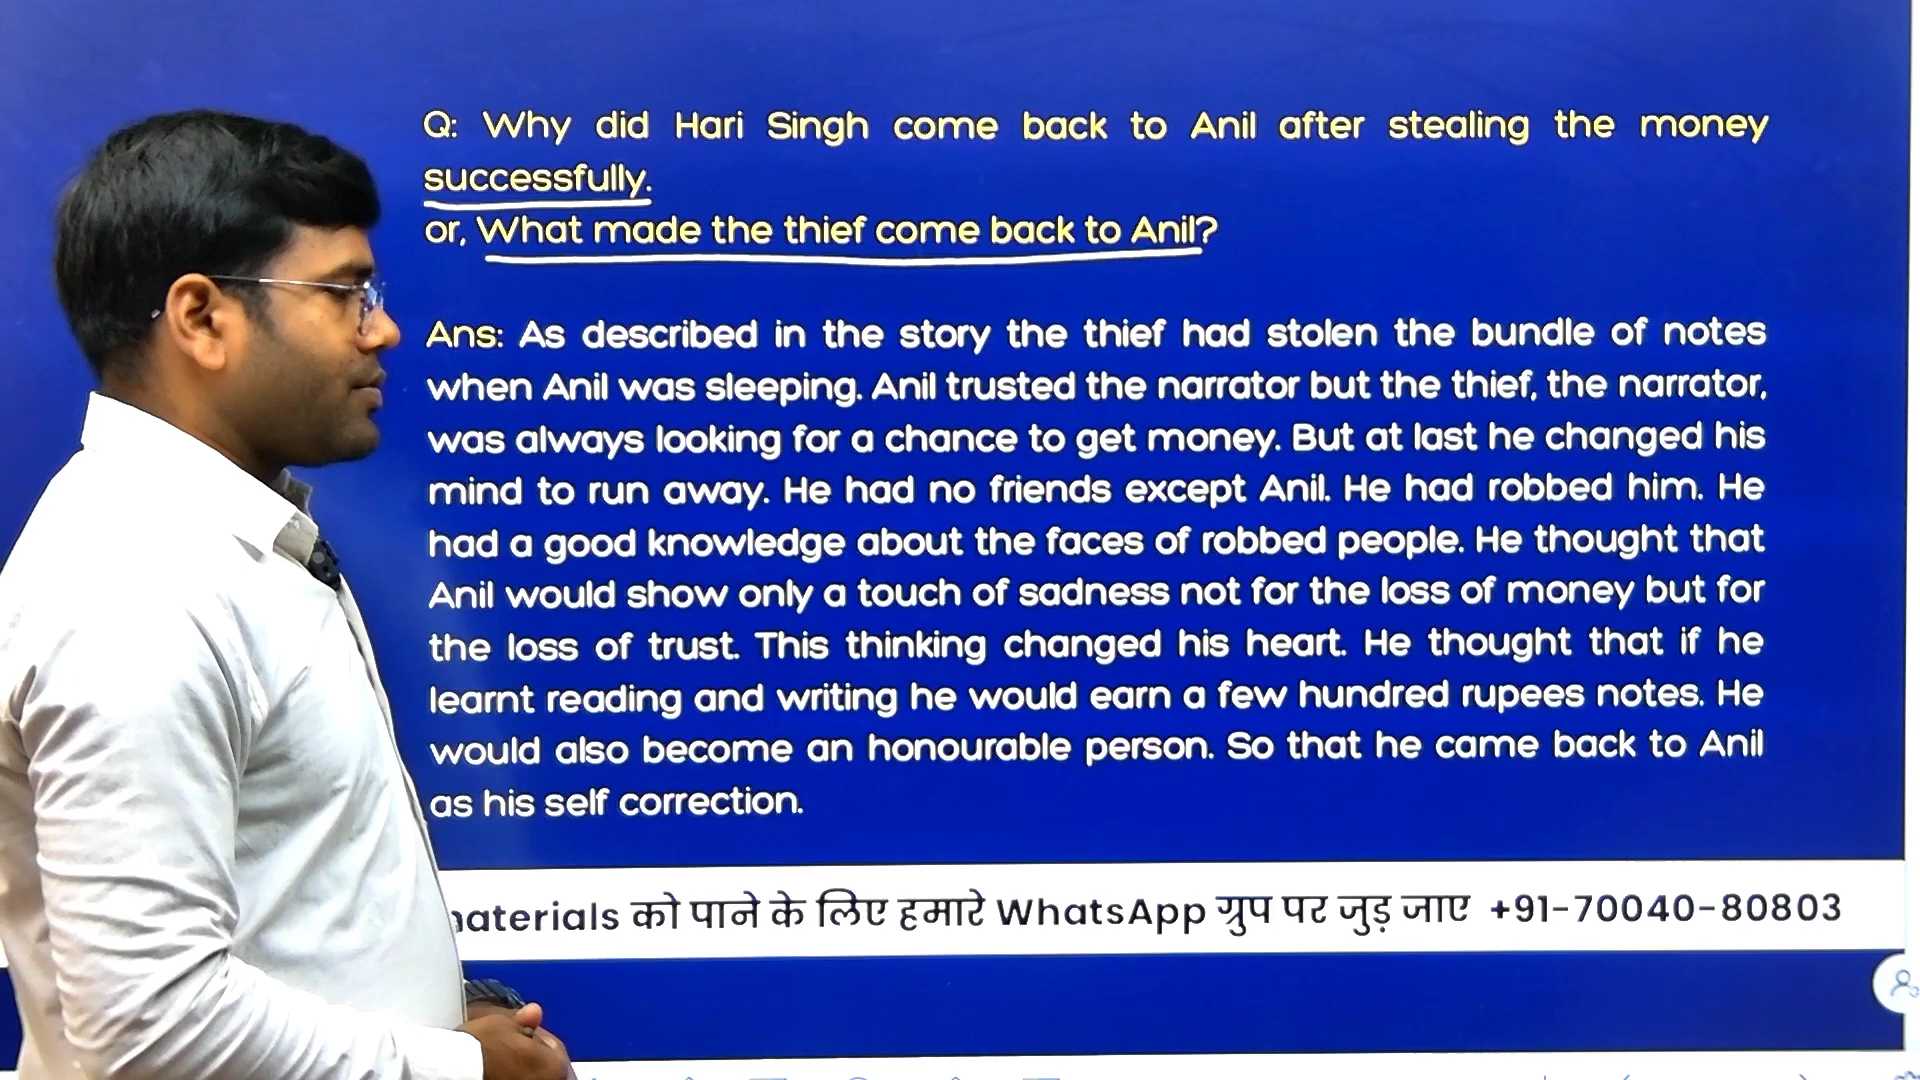 Q: Why did Hari Singh come back to Anil after stealing the money
successfully.
or, What made the thief come back to Anil?
Ans: As described in the story the thief had stolen the bundle of notes
when Anil was sleeping. Anil trusted the narrator but the thief, the narrator,
was always looking for a chance to get money. But at last he changed his
mind to run away. He had no friends except Anil. He had robbed him. He
had a good knowledge about the faces of robbed people. He thought that
Anil would show only a touch of sadness not for the loss of money but for
the loss of trust. This thinking changed his heart. He thought that if he
learnt reading and writing he would earn a few hundred rupees notes. He
would also become an honourable person. So that he came back to Anil
as his self correction.
को पाने के लिए हमारे WhatsApp ग्रुप पर जुड़ जाए +91-70040-80803